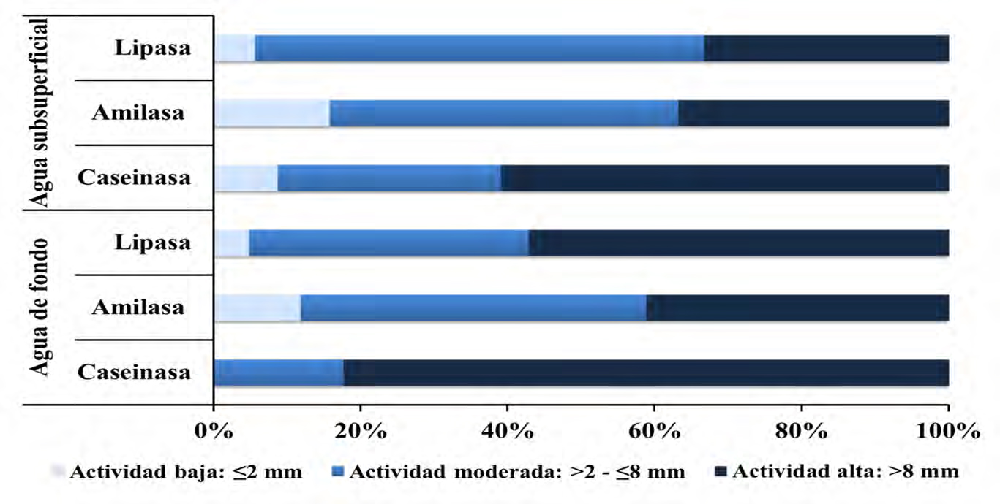 Agua subsuperficial
Lipasa
Amilasa
Caseinasa
Agua de fondo
Lipasa
Amilasa
Caseinasa
0% 20% 40% 60% 80% 100%
Actividad baja: ≤2 mm Actividad moderada: >2 - ≤8 mm Actividad alta: >8 mm